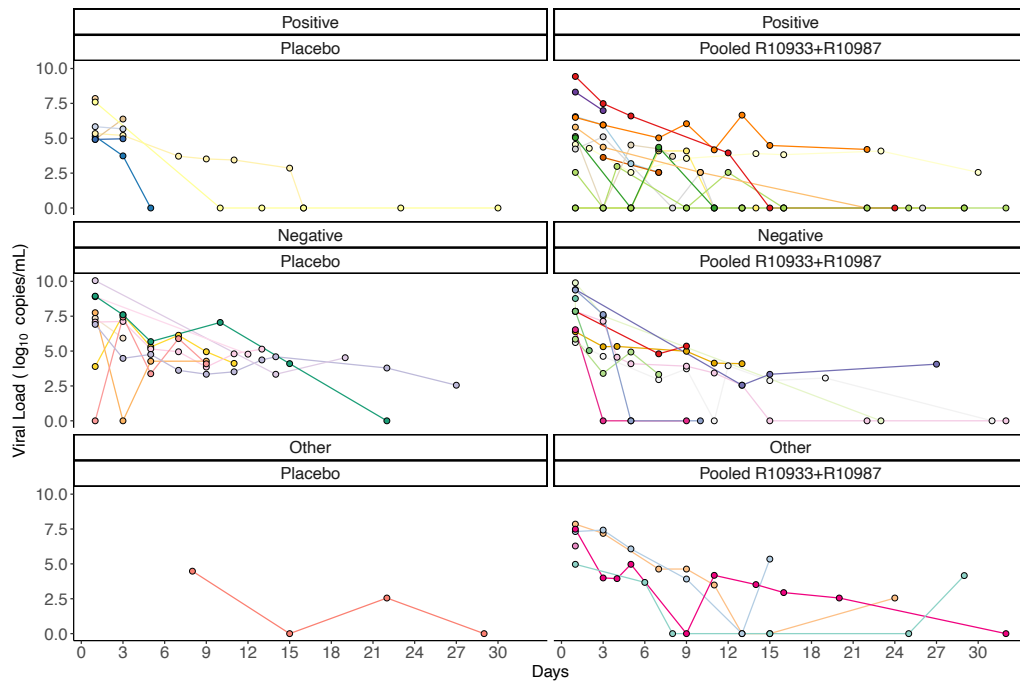 Positive
Positive
Placebo
Pooled R10933+R10987
10.0
7.5
5.0
2.5
0.0
Negative
Negative
Placebo
Pooled R10933+R10987
10.0
7.5
5.0
2.5
0.0
Other
Other
Placebo
Pooled R10933+R10987
10.0
7.5
5.0
2.5
0.0
Viral Load ( log10 copies/mL)
0 3 6 9 12 15 18 21 24 27 30
0 3 6 9 12 15 18 21 24 27 30
Days